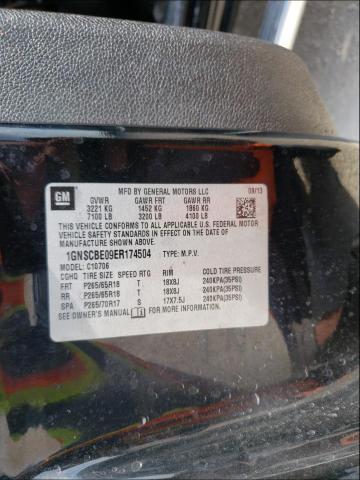 GM
MFD BY GENERAL MOTORS LLC 09/13
GVWR GAWR FRT GAWR RR
3221 KG 1452 KG 1860 KG
7100 LB 3200 LB 4100 LB
THIS VEHICLE CONFORMS TO ALL APPLICABLE U.S. FEDERAL MOTOR
VEHICLE SAFETY AND THEFT PREVENTION STANDARDS IN
EFFECT ON THE DATE OF MANUFACTURE SHOWN ABOVE.
1GNSCBE09ER174504 TYPE: M.P.V.
MODEL: C10706
CGHQ TIRE SIZE SPEED RTG RIM COLD TIRE PRESSURE
FRT P265/65R18 T 18X8J 240KPA(35PSI)
RR P265/65R18 T 18X8J 240KPA(35PSI)
SPA P265/70R17 S 17X7.5J 240KPA(35PSI)
SEE OWNER'S MANUAL FOR MORE INFORMATION